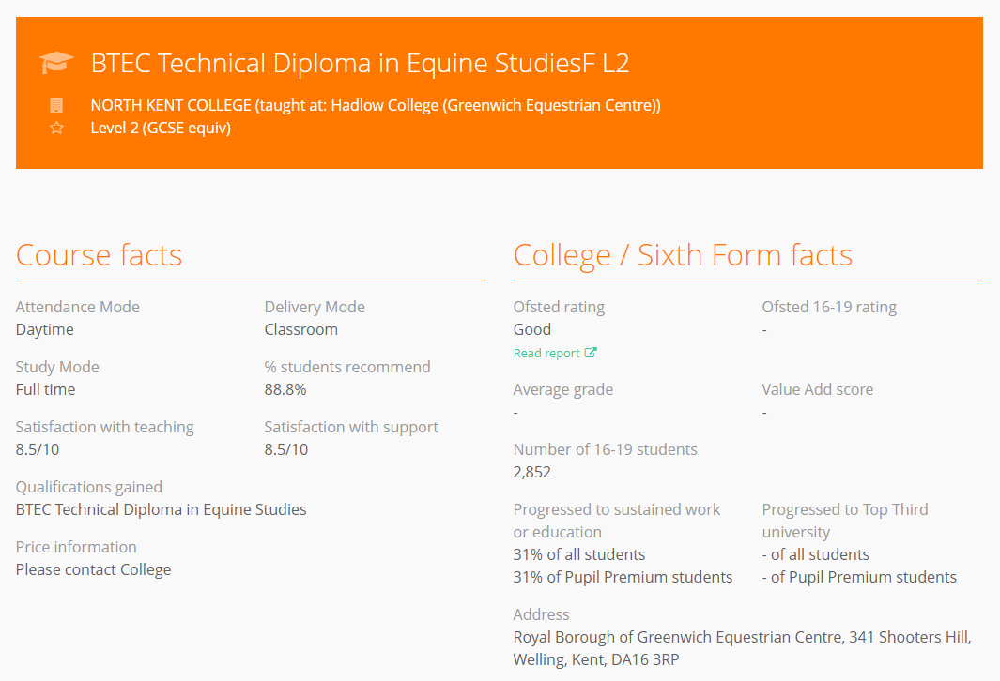 BTEC Technical Diploma in Equine StudiesF L2
NORTH KENT COLLEGE (taught at: Hadlow College (Greenwich Equestrian Centre))
Level 2 (GCSE equiv)
Course facts
Attendance Mode
Daytime
Delivery Mode
Classroom
Study Mode
Full time
% students recommend
88.8%
Satisfaction with teaching
8.5/10
Satisfaction with support
8.5/10
Qualifications gained
BTEC Technical Diploma in Equine Studies
Price information
Please contact College
College / Sixth Form facts
Ofsted rating
Good
Read report
Ofsted 16-19 rating
-
Average grade
-
Value Add score
-
Number of 16-19 students
2,852
Progressed to sustained work
or education
31% of all students
31% of Pupil Premium students
Progressed to Top Third
university
- of all students
- of Pupil Premium students
Address
Royal Borough of Greenwich Equestrian Centre, 341 Shooters Hill,
Welling, Kent, DA16 3RP